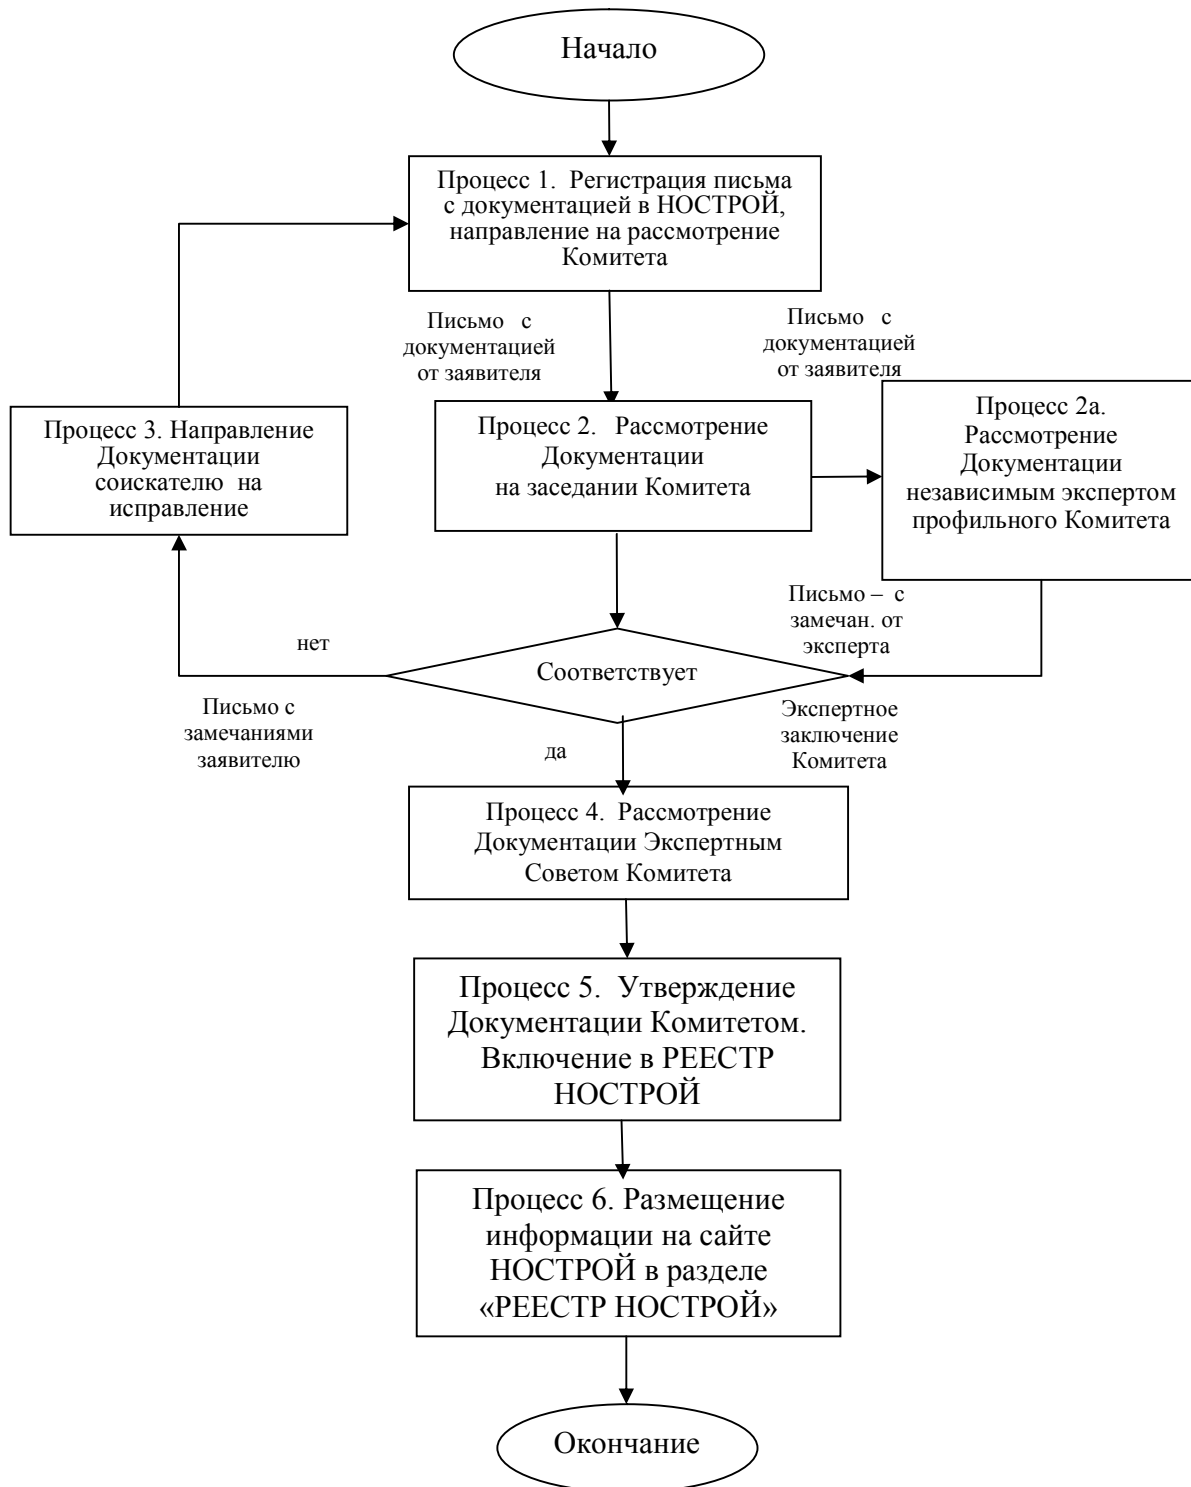 Начало
Процесс 1. Регистрация письма
с документацией в НОСТРОЙ,
направление на рассмотрение
Комитета
Письмо с
документацией
от заявителя
Письмо с
документацией
от заявителя
Процесс 3. Направление
Документации
соискателю на
исправление
Процесс 2. Рассмотрение
Документации
на заседании Комитета
Процесс 2а.
Рассмотрение
Документации
независимым экспертом
профильного Комитета
Письмо – с
замечан. от
эксперта
нет
Соответствует
Письмо с
замечаниями
заявителю
Экспертное
заключение
Комитета
да
Процесс 4. Рассмотрение
Документации Экспертным
Советом Комитета
Процесс 5. Утверждение
Документации Комитетом.
Включение в РЕЕСТР
НОСТРОЙ
Процесс 6. Размещение
информации на сайте
НОСТРОЙ в разделе
«РЕЕСТР НОСТРОЙ»
Окончание